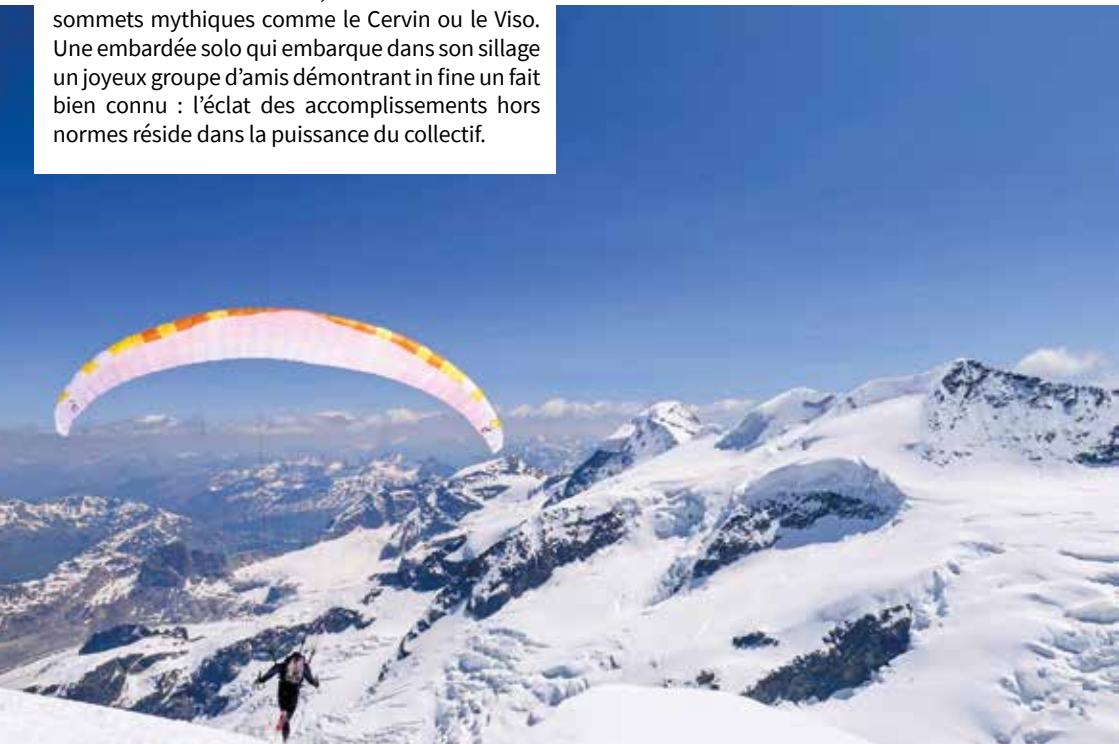 sommets mythiques comme le Cervin ou le Viso.
Une embardée solo qui embarque dans son sillage
un joyeux groupe d’amis démontrant in fine un fait
bien connu : l’éclat des accomplissements hors
normes réside dans la puissance du collectif.